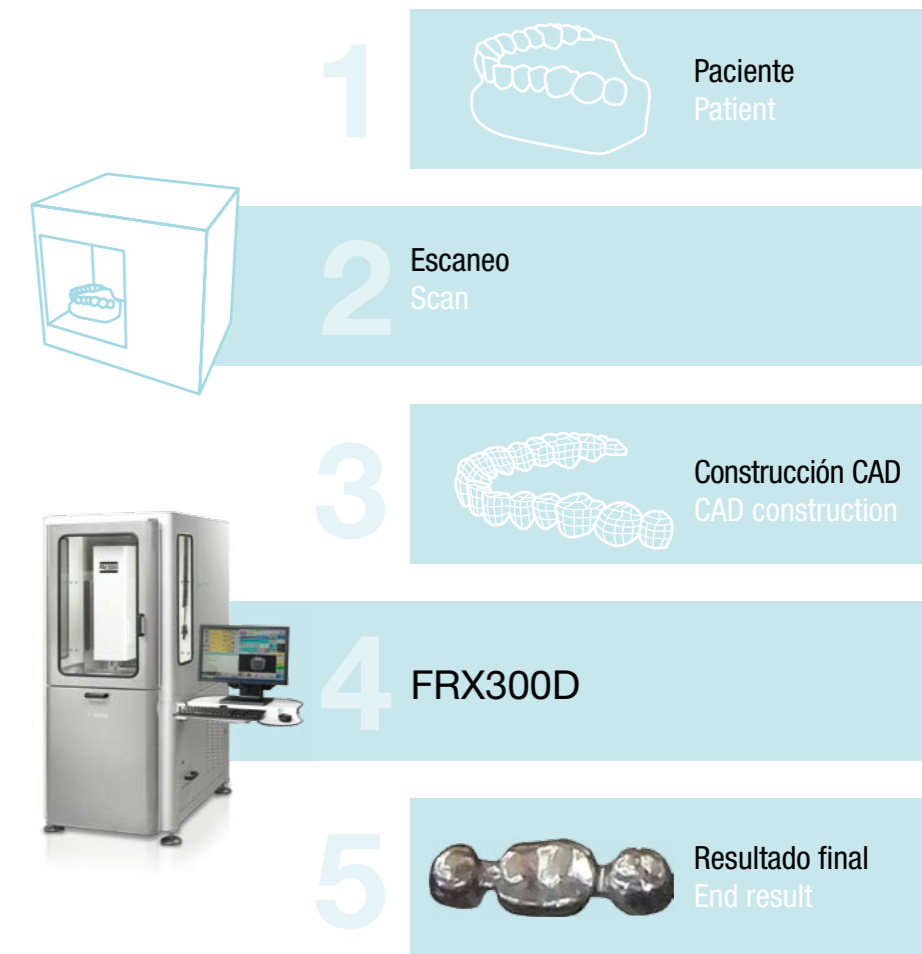 1
Paciente
Patient
2
Escaneo
Scan
3
Construcción CAD
CAD construction
4
FRX300D
5
Resultado final
End result